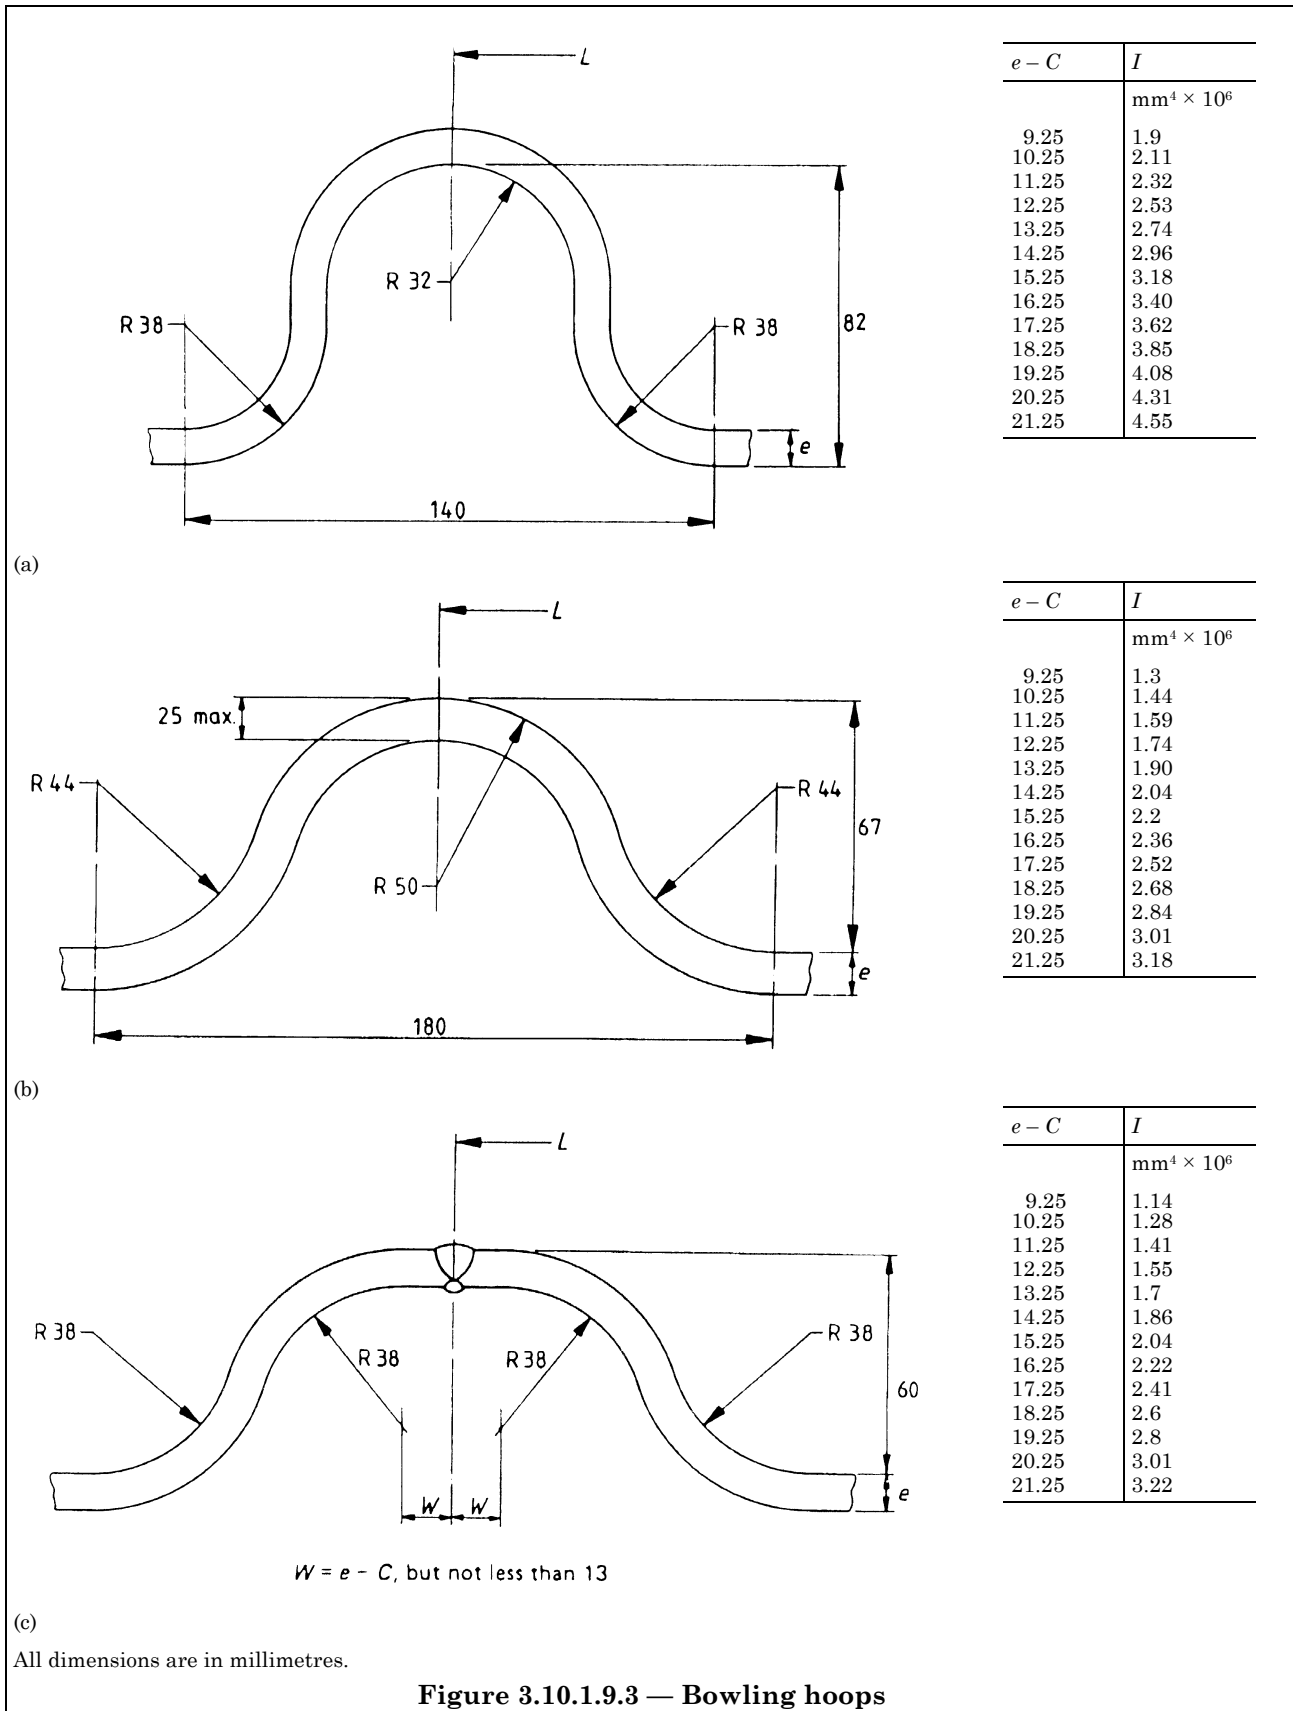 L
R 32
R 38
R 38
82
e
140
e – C I
mm⁴ × 10⁶
9.25 1.9
10.25 2.11
11.25 2.32
12.25 2.53
13.25 2.74
14.25 2.96
15.25 3.18
16.25 3.40
17.25 3.62
18.25 3.85
19.25 4.08
20.25 4.31
21.25 4.55
(a)
L
25 max.
R 44
R 44
67
R 50
e
180
e – C I
mm⁴ × 10⁶
9.25 1.3
10.25 1.44
11.25 1.59
12.25 1.74
13.25 1.90
14.25 2.04
15.25 2.2
16.25 2.36
17.25 2.52
18.25 2.68
19.25 2.84
20.25 3.01
21.25 3.18
(b)
L
R 38
R 38
R 38
R 38
60
e
W W
W = e – C, but not less than 13
e – C I
mm⁴ × 10⁶
9.25 1.14
10.25 1.28
11.25 1.41
12.25 1.55
13.25 1.7
14.25 1.86
15.25 2.04
16.25 2.22
17.25 2.41
18.25 2.6
19.25 2.8
20.25 3.01
21.25 3.22
(c)
All dimensions are in millimetres.
Figure 3.10.1.9.3 — Bowling hoops